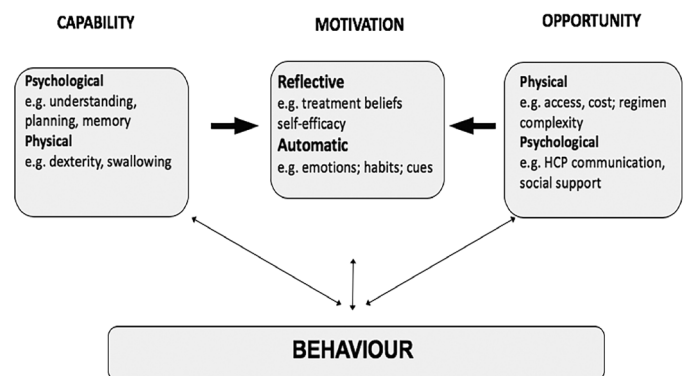 CAPABILITY
MOTIVATION
OPPORTUNITY
Psychological
e.g. understanding,
planning, memory
Physical
e.g. dexterity, swallowing
Reflective
e.g. treatment beliefs
self-efficacy
Automatic
e.g. emotions; habits; cues
Physical
e.g. access, cost; regimen
complexity
Psychological
e.g. HCP communication,
social support
BEHAVIOUR